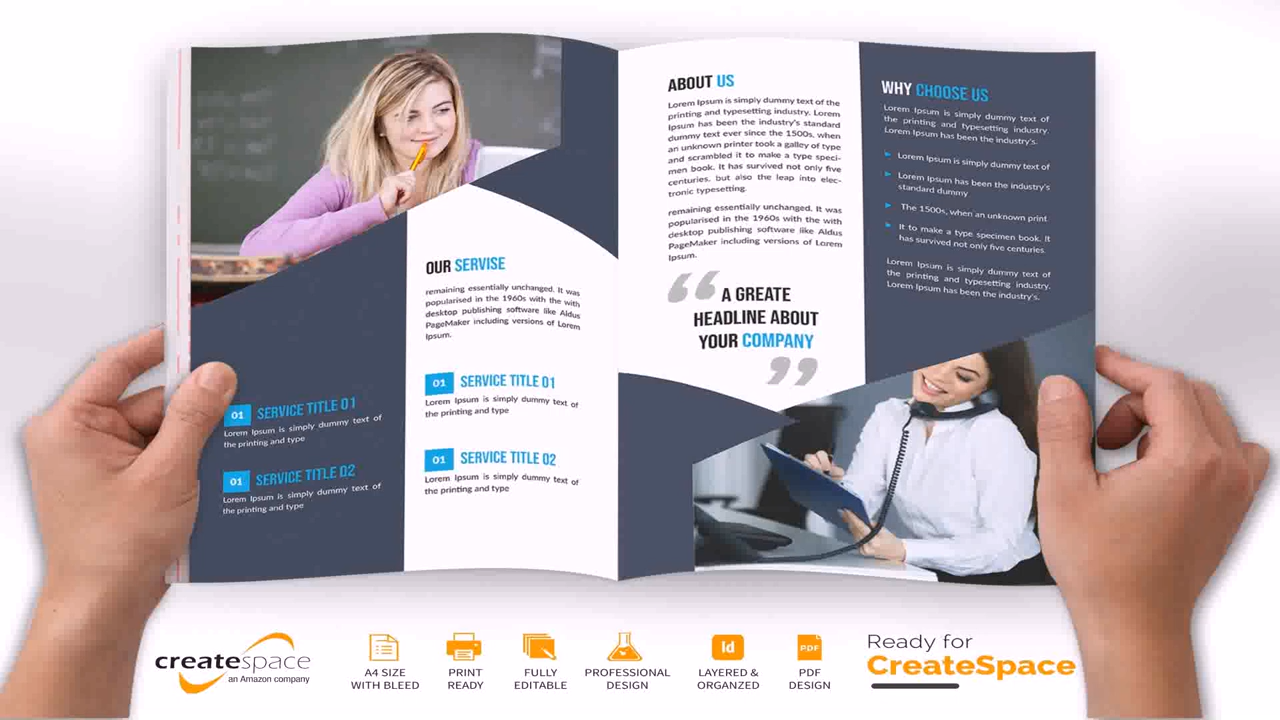 OUR SERVISE
remaining essentially unchanged. It was
popularised in the 1960s with the with
desktop publishing software like Aldus
PageMaker including versions of Lorem
Ipsum.
01 SERVICE TITLE 01
Lorem Ipsum is simply dummy text of
the printing and type
01 SERVICE TITLE 02
Lorem Ipsum is simply dummy text of
the printing and type
01 SERVICE TITLE 01
Lorem Ipsum is simply dummy text of
the printing and type
01 SERVICE TITLE 02
Lorem Ipsum is simply dummy text of
the printing and type
ABOUT US
Lorem Ipsum is simply dummy text of the
printing and typesetting industry. Lorem
Ipsum has been the industry's standard
dummy text ever since the 1500s, when
an unknown printer took a galley of type
and scrambled it to make a type speci-
men book. It has survived not only five
centuries, but also the leap into elec-
tronic typesetting.
remaining essentially unchanged. It was
popularised in the 1960s with the with
desktop publishing software like Aldus
PageMaker including versions of Lorem
Ipsum.
“ A GREATE
HEADLINE ABOUT
YOUR COMPANY
”
WHY CHOOSE US
Lorem Ipsum is simply dummy text of
the printing and typesetting industry.
Lorem Ipsum has been the industry's.
Lorem Ipsum is simply dummy text of
Lorem Ipsum has been the industry's
standard dummy
The 1500s, when an unknown print
It to make a type specimen book. It
has survived not only five centuries.
Lorem Ipsum is simply dummy text of
the printing and typesetting industry.
Lorem Ipsum has been the industry's.
createspace
an Amazon company
A4 SIZE
WITH BLEED
PRINT
READY
FULLY
EDITABLE
PROFESSIONAL
DESIGN
Id
LAYERED &
ORGANZED
PDF
PDF
DESIGN
Ready for
CreateSpace